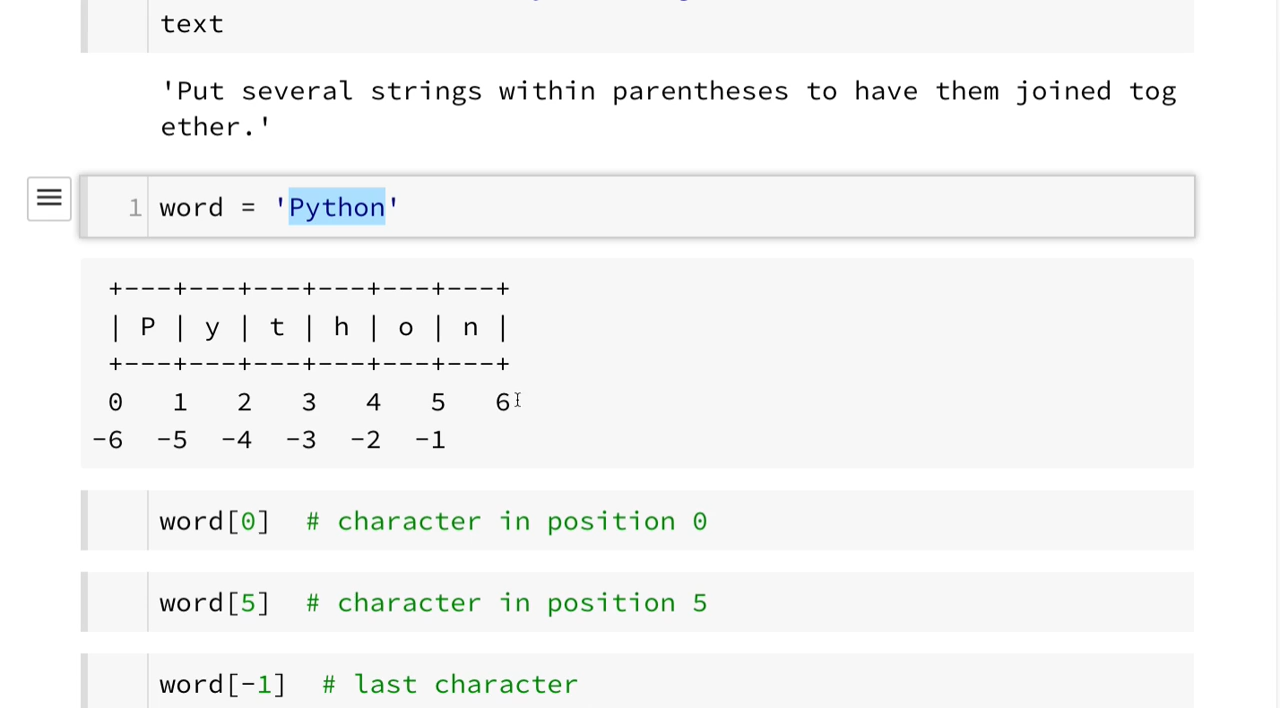 text
'Put several strings within parentheses to have them joined tog
ether.'
1 word = 'Python'
+---+---+---+---+---+---+
| P | y | t | h | o | n |
+---+---+---+---+---+---+
0 1 2 3 4 5 6
-6 -5 -4 -3 -2 -1
word[0] # character in position 0
word[5] # character in position 5
word[-1] # last character